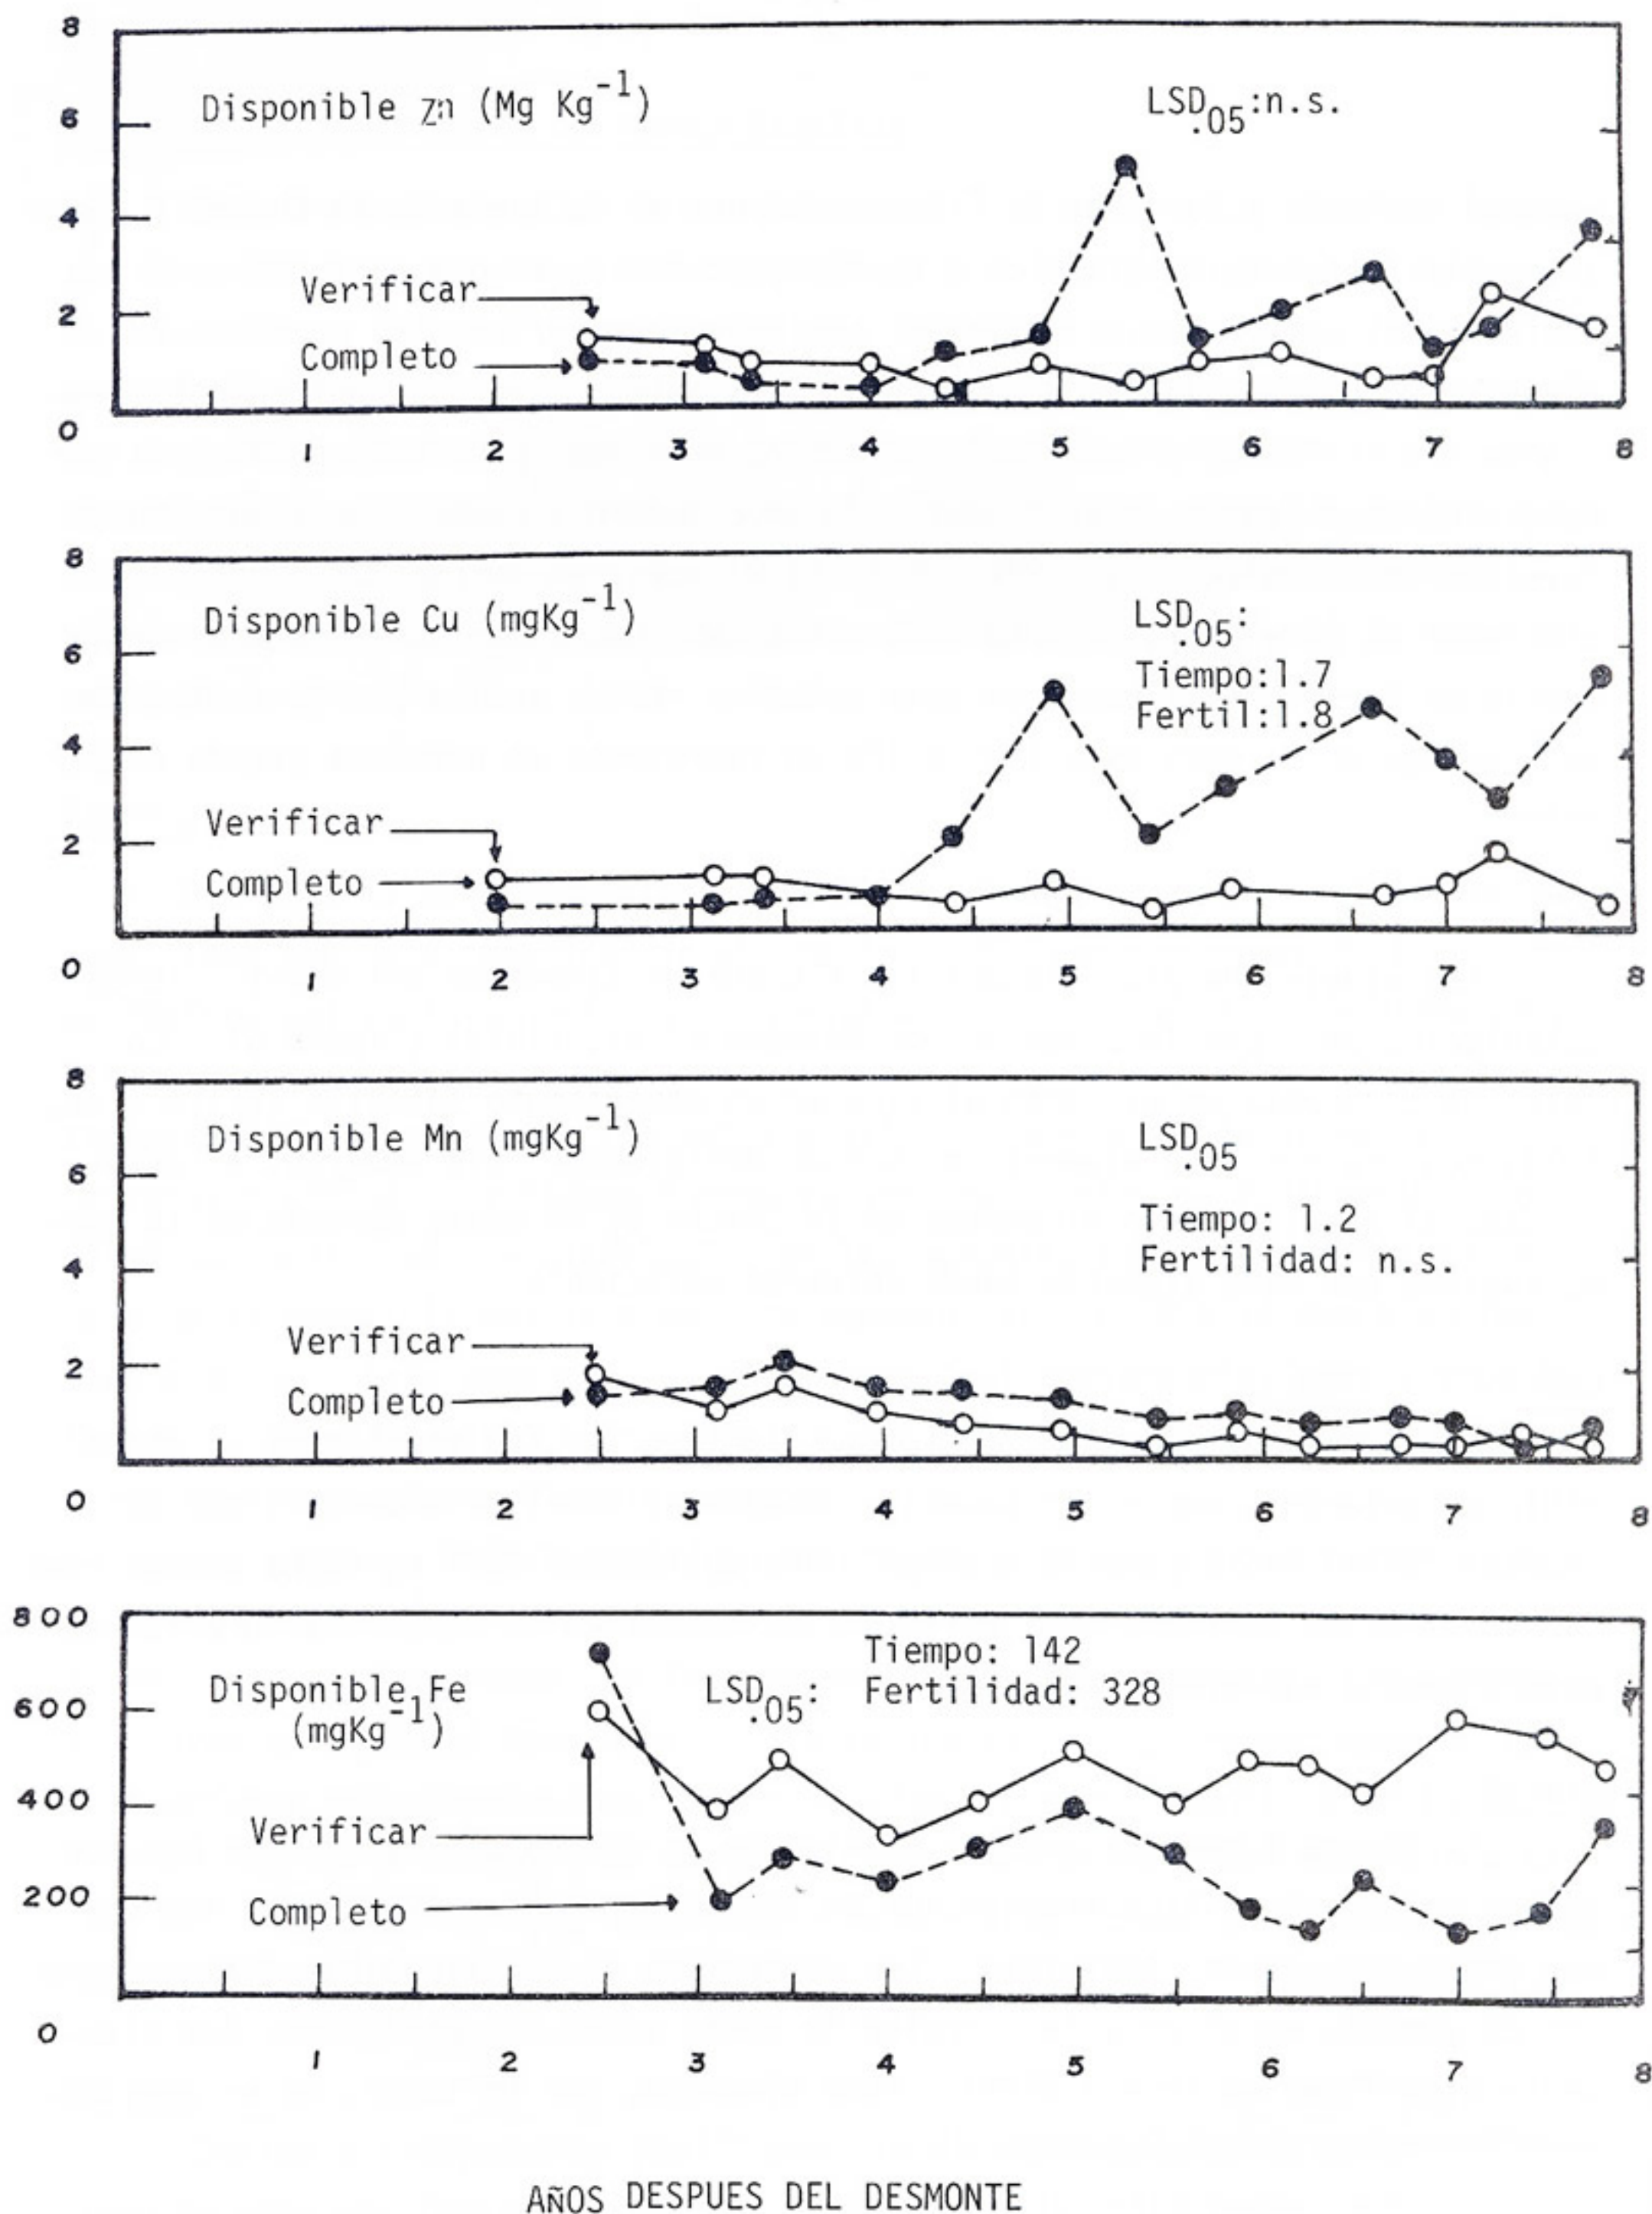 8
Disponible Zn (Mg Kg-1)
LSD.05:n.s.
6
4
Verificar
2
Completo
0
1 2 3 4 5 6 7 8
8
Disponible Cu (mgKg-1)
LSD.05:
6
Tiempo:1.7
Fertil:1.8
4
Verificar
2
Completo
0
1 2 3 4 5 6 7 8
8
Disponible Mn (mgKg-1)
LSD.05
6
Tiempo: 1.2
Fertilidad: n.s.
4
Verificar
2
Completo
0
1 2 3 4 5 6 7 8
800
Tiempo: 142
Disponible Fe
LSD.05: Fertilidad: 328
600
(mgKg-1)
400
Verificar
200
Completo
0
1 2 3 4 5 6 7 8
AÑOS DESPUES DEL DESMONTE